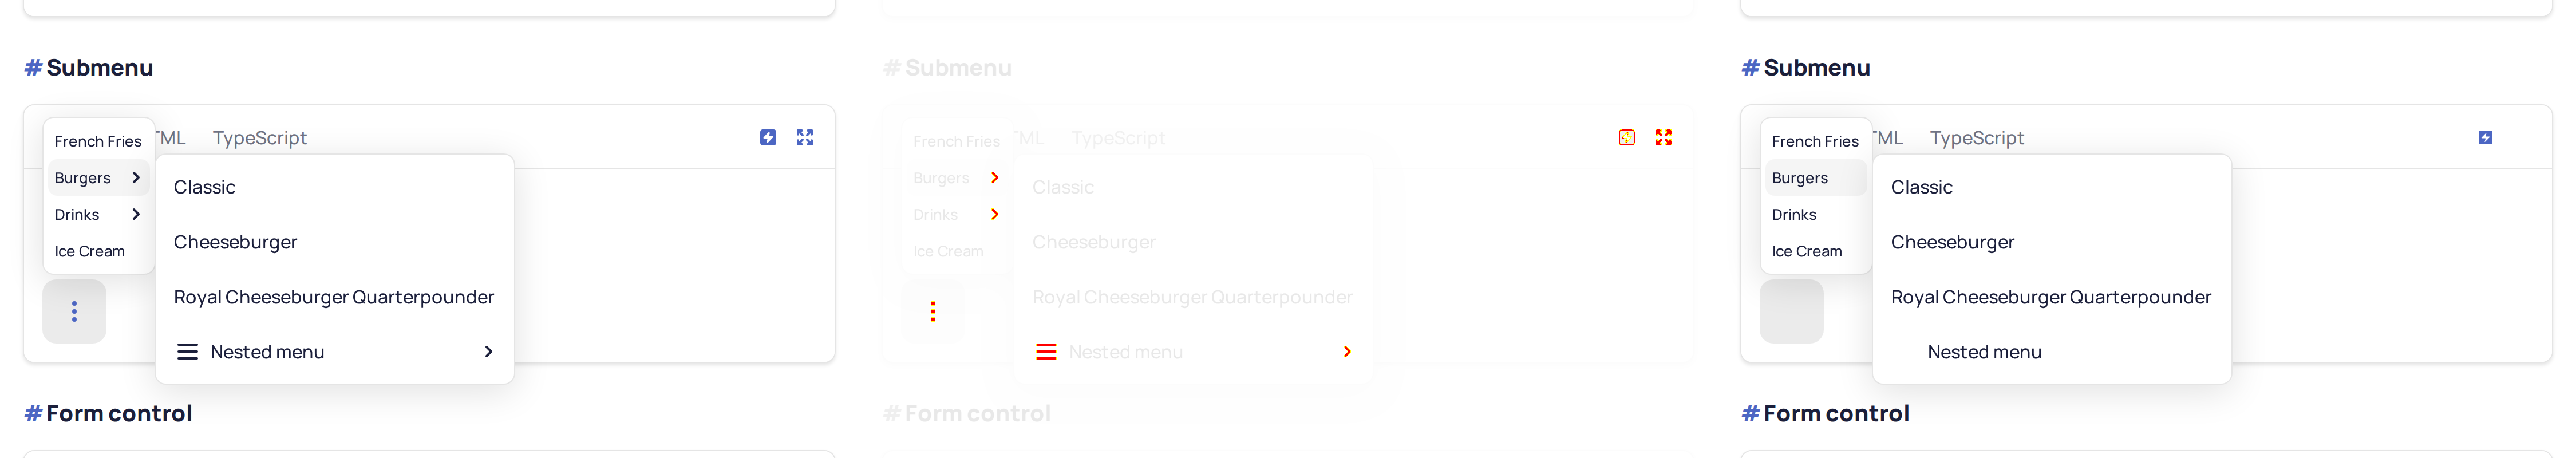 # Submenu
French Fries
TML TypeScript
Burgers
Classic
Drinks
Cheeseburger
Ice Cream
Royal Cheeseburger Quarterpounder
Nested menu
# Form control
# Submenu
French Fries
ML TypeScript
Burgers
Classic
Drinks
Cheeseburger
Ice Cream
Royal Cheeseburger Quarterpounder
Nested menu
# Form control
# Submenu
French Fries
TML TypeScript
Burgers
Classic
Drinks
Cheeseburger
Ice Cream
Royal Cheeseburger Quarterpounder
Nested menu
# Form control